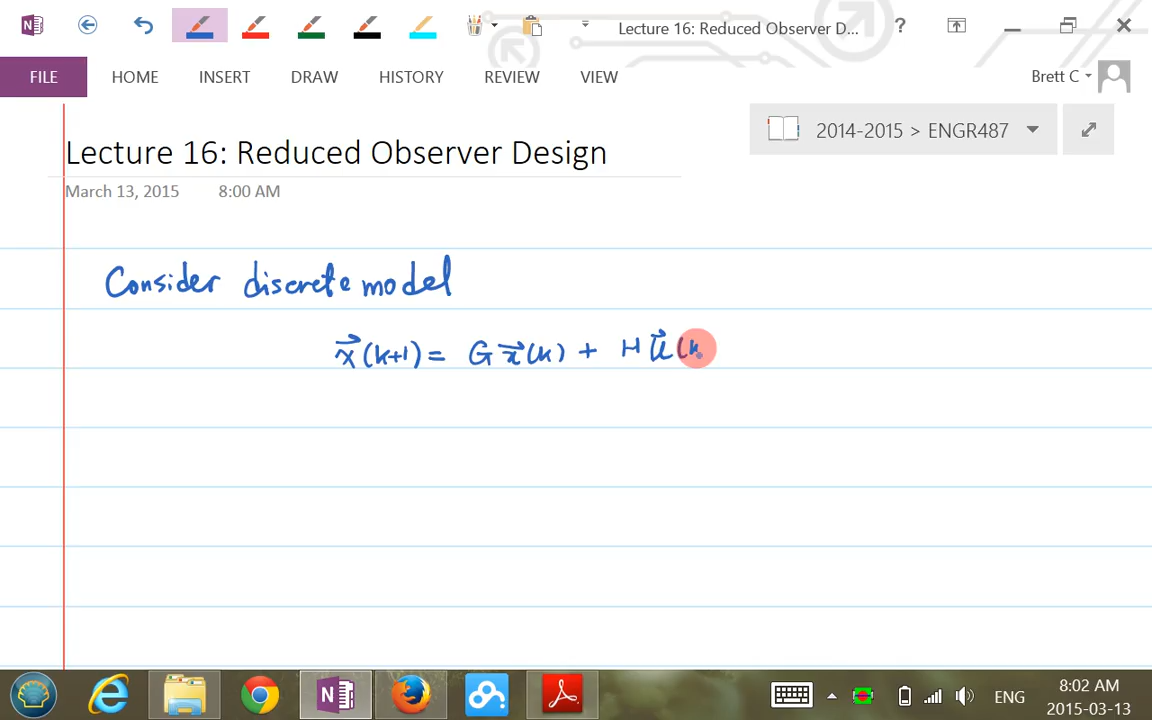 Lecture 16: Reduced Observer D...
?
FILE HOME INSERT DRAW HISTORY REVIEW VIEW
Brett C
2014-2015 > ENGR487
Lecture 16: Reduced Observer Design
March 13, 2015 8:00 AM
Consider discrete model
x⃗(k+1) = G x⃗(k) + H u⃗(k
ENG
8:02 AM
2015-03-13